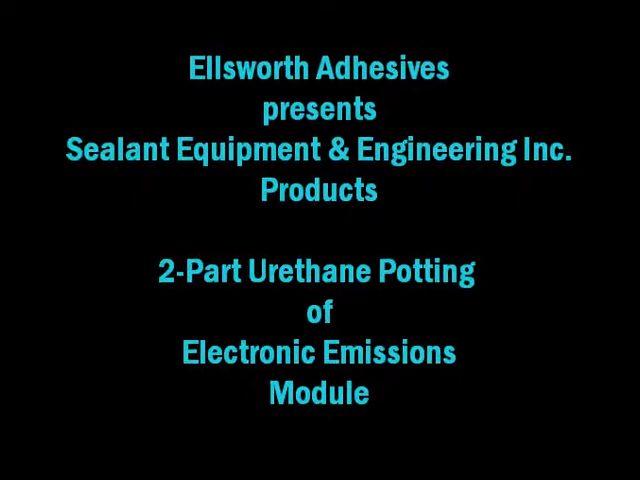 Ellsworth Adhesives
presents
Sealant Equipment & Engineering Inc.
Products
2-Part Urethane Potting
of
Electronic Emissions
Module